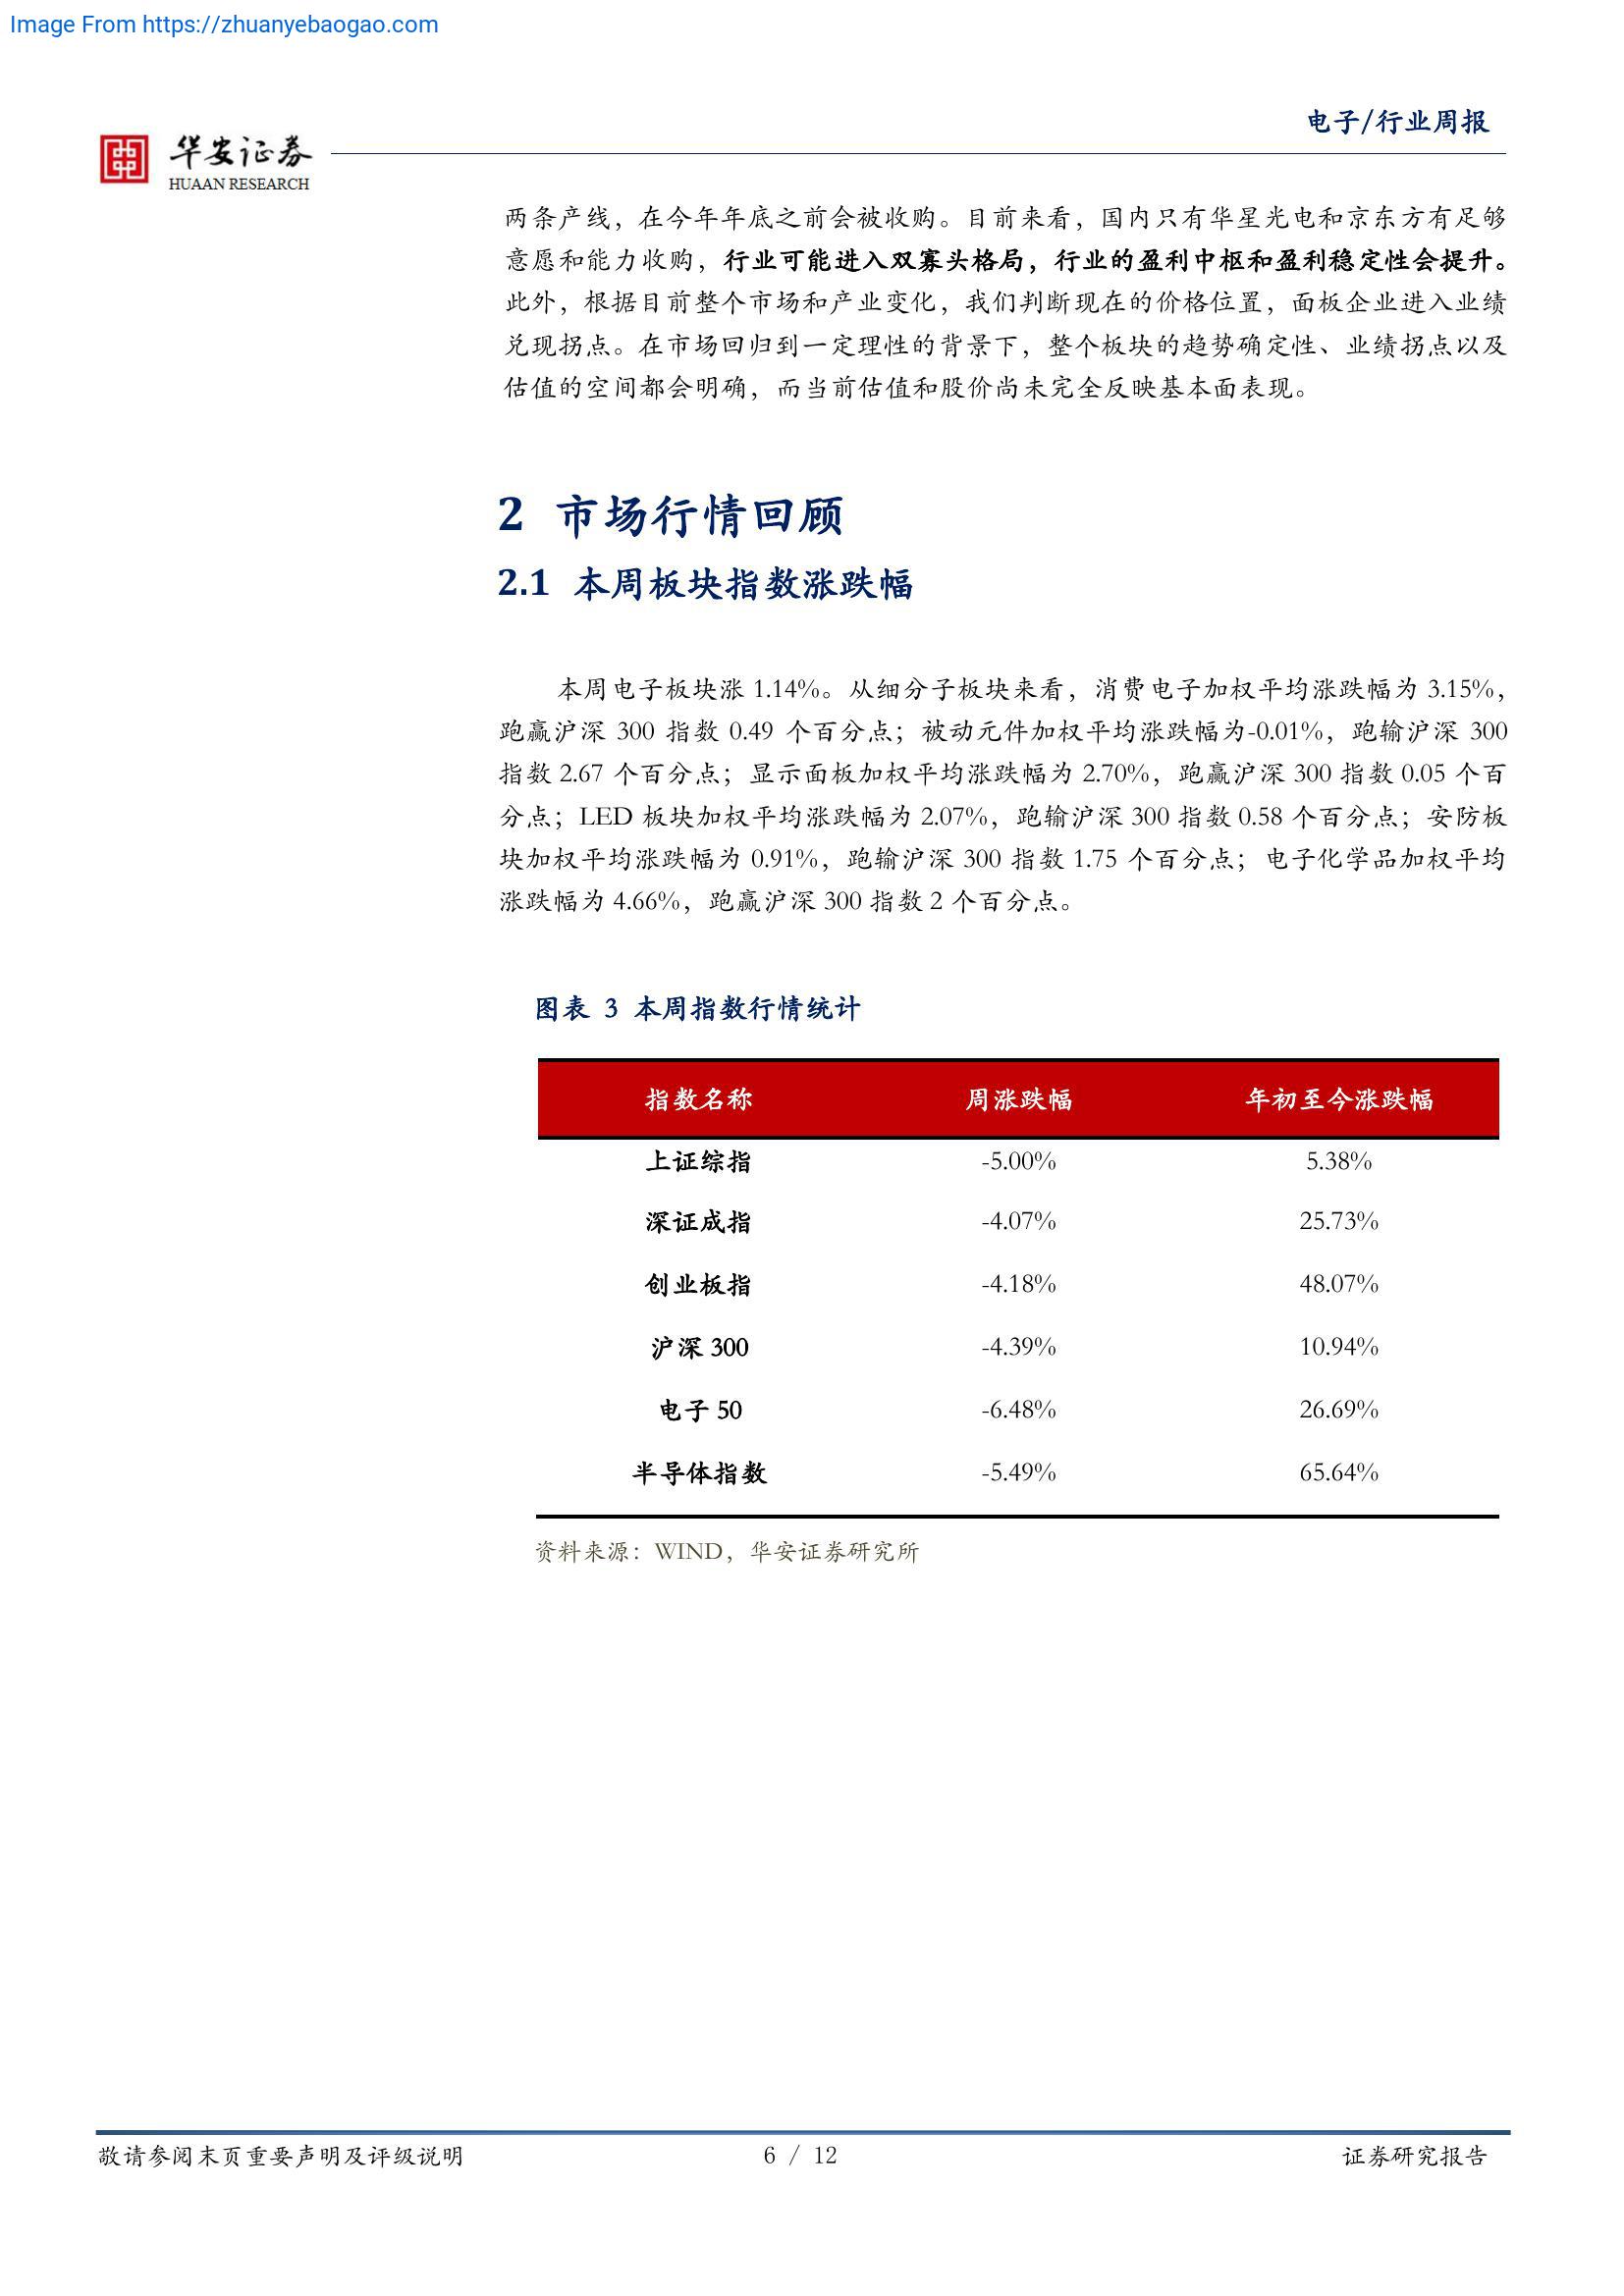 Image From https://zhuanyebaogao.com
电子/行业周报
华安证券
HUAAN RESEARCH
两条产线，在今年年底之前会被收购。目前来看，国内只有华星光电和京东方有足够
意愿和能力收购，行业可能进入双寡头格局，行业的盈利中枢和盈利稳定性会提升。
此外，根据目前整个市场和产业变化，我们判断现在的价格位置，面板企业进入业绩
兑现拐点。在市场回归到一定理性的背景下，整个板块的趋势确定性、业绩拐点以及
估值的空间都会明确，而当前估值和股价尚未完全反映基本面表现。
2 市场行情回顾
2.1 本周板块指数涨跌幅
本周电子板块涨 1.14%。从细分子板块来看，消费电子加权平均涨跌幅为 3.15%，
跑赢沪深 300 指数 0.49 个百分点；被动元件加权平均涨跌幅为-0.01%，跑输沪深 300
指数 2.67 个百分点；显示面板加权平均涨跌幅为 2.70%，跑赢沪深 300 指数 0.05 个百
分点；LED 板块加权平均涨跌幅为 2.07%，跑输沪深 300 指数 0.58 个百分点；安防板
块加权平均涨跌幅为 0.91%，跑输沪深 300 指数 1.75 个百分点；电子化学品加权平均
涨跌幅为 4.66%，跑赢沪深 300 指数 2 个百分点。
图表 3 本周指数行情统计
指数名称 周涨跌幅 年初至今涨跌幅
上证综指 -5.00% 5.38%
深证成指 -4.07% 25.73%
创业板指 -4.18% 48.07%
沪深 300 -4.39% 10.94%
电子 50 -6.48% 26.69%
半导体指数 -5.49% 65.64%
资料来源：WIND，华安证券研究所
敬请参阅末页重要声明及评级说明 6 / 12 证券研究报告